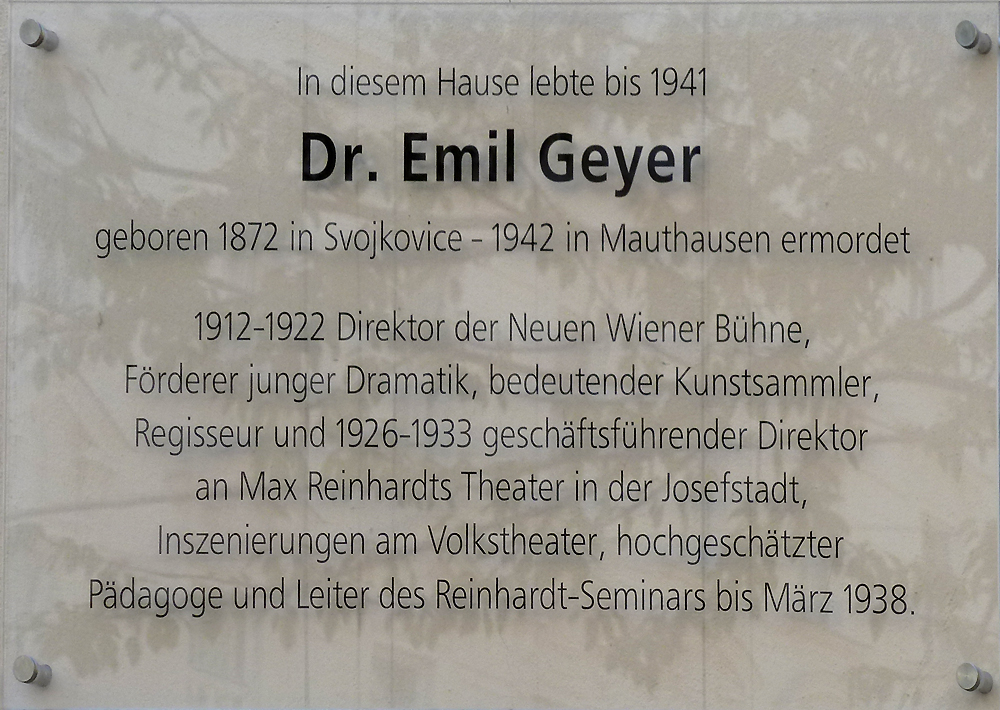 In diesem Hause lebte bis 1941
Dr. Emil Geyer
geboren 1872 in Svojkovice - 1942 in Mauthausen ermordet
1912-1922 Direktor der Neuen Wiener Bühne,
Förderer junger Dramatik, bedeutender Kunstsammler,
Regisseur und 1926-1933 geschäftsführender Direktor
an Max Reinhardts Theater in der Josefstadt,
Inszenierungen am Volkstheater, hochgeschätzter
Pädagoge und Leiter des Reinhardt-Seminars bis März 1938.